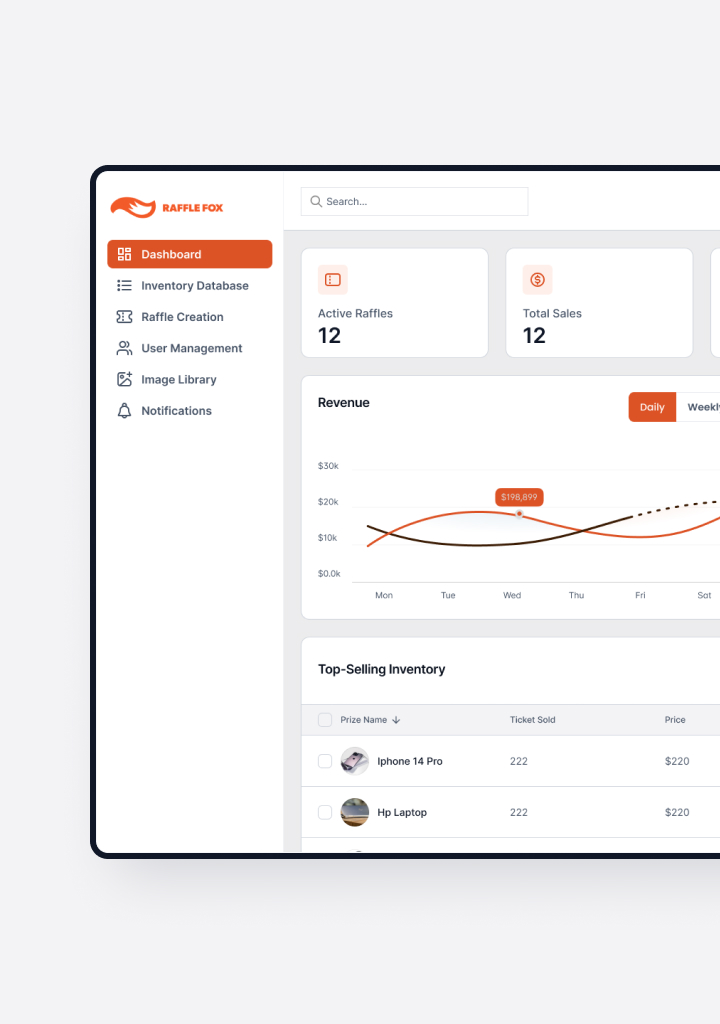 RAFFLE FOX
Search...
Dashboard
Inventory Database
Raffle Creation
User Management
Image Library
Notifications
Active Raffles
12
Total Sales
12
Revenue
Daily
Weekly
$30k
$20k
$10k
$0.0k
$198,899
Mon Tue Wed Thu Fri Sat
Top-Selling Inventory
Prize Name Ticket Sold Price
Iphone 14 Pro 222 $220
Hp Laptop 222 $220